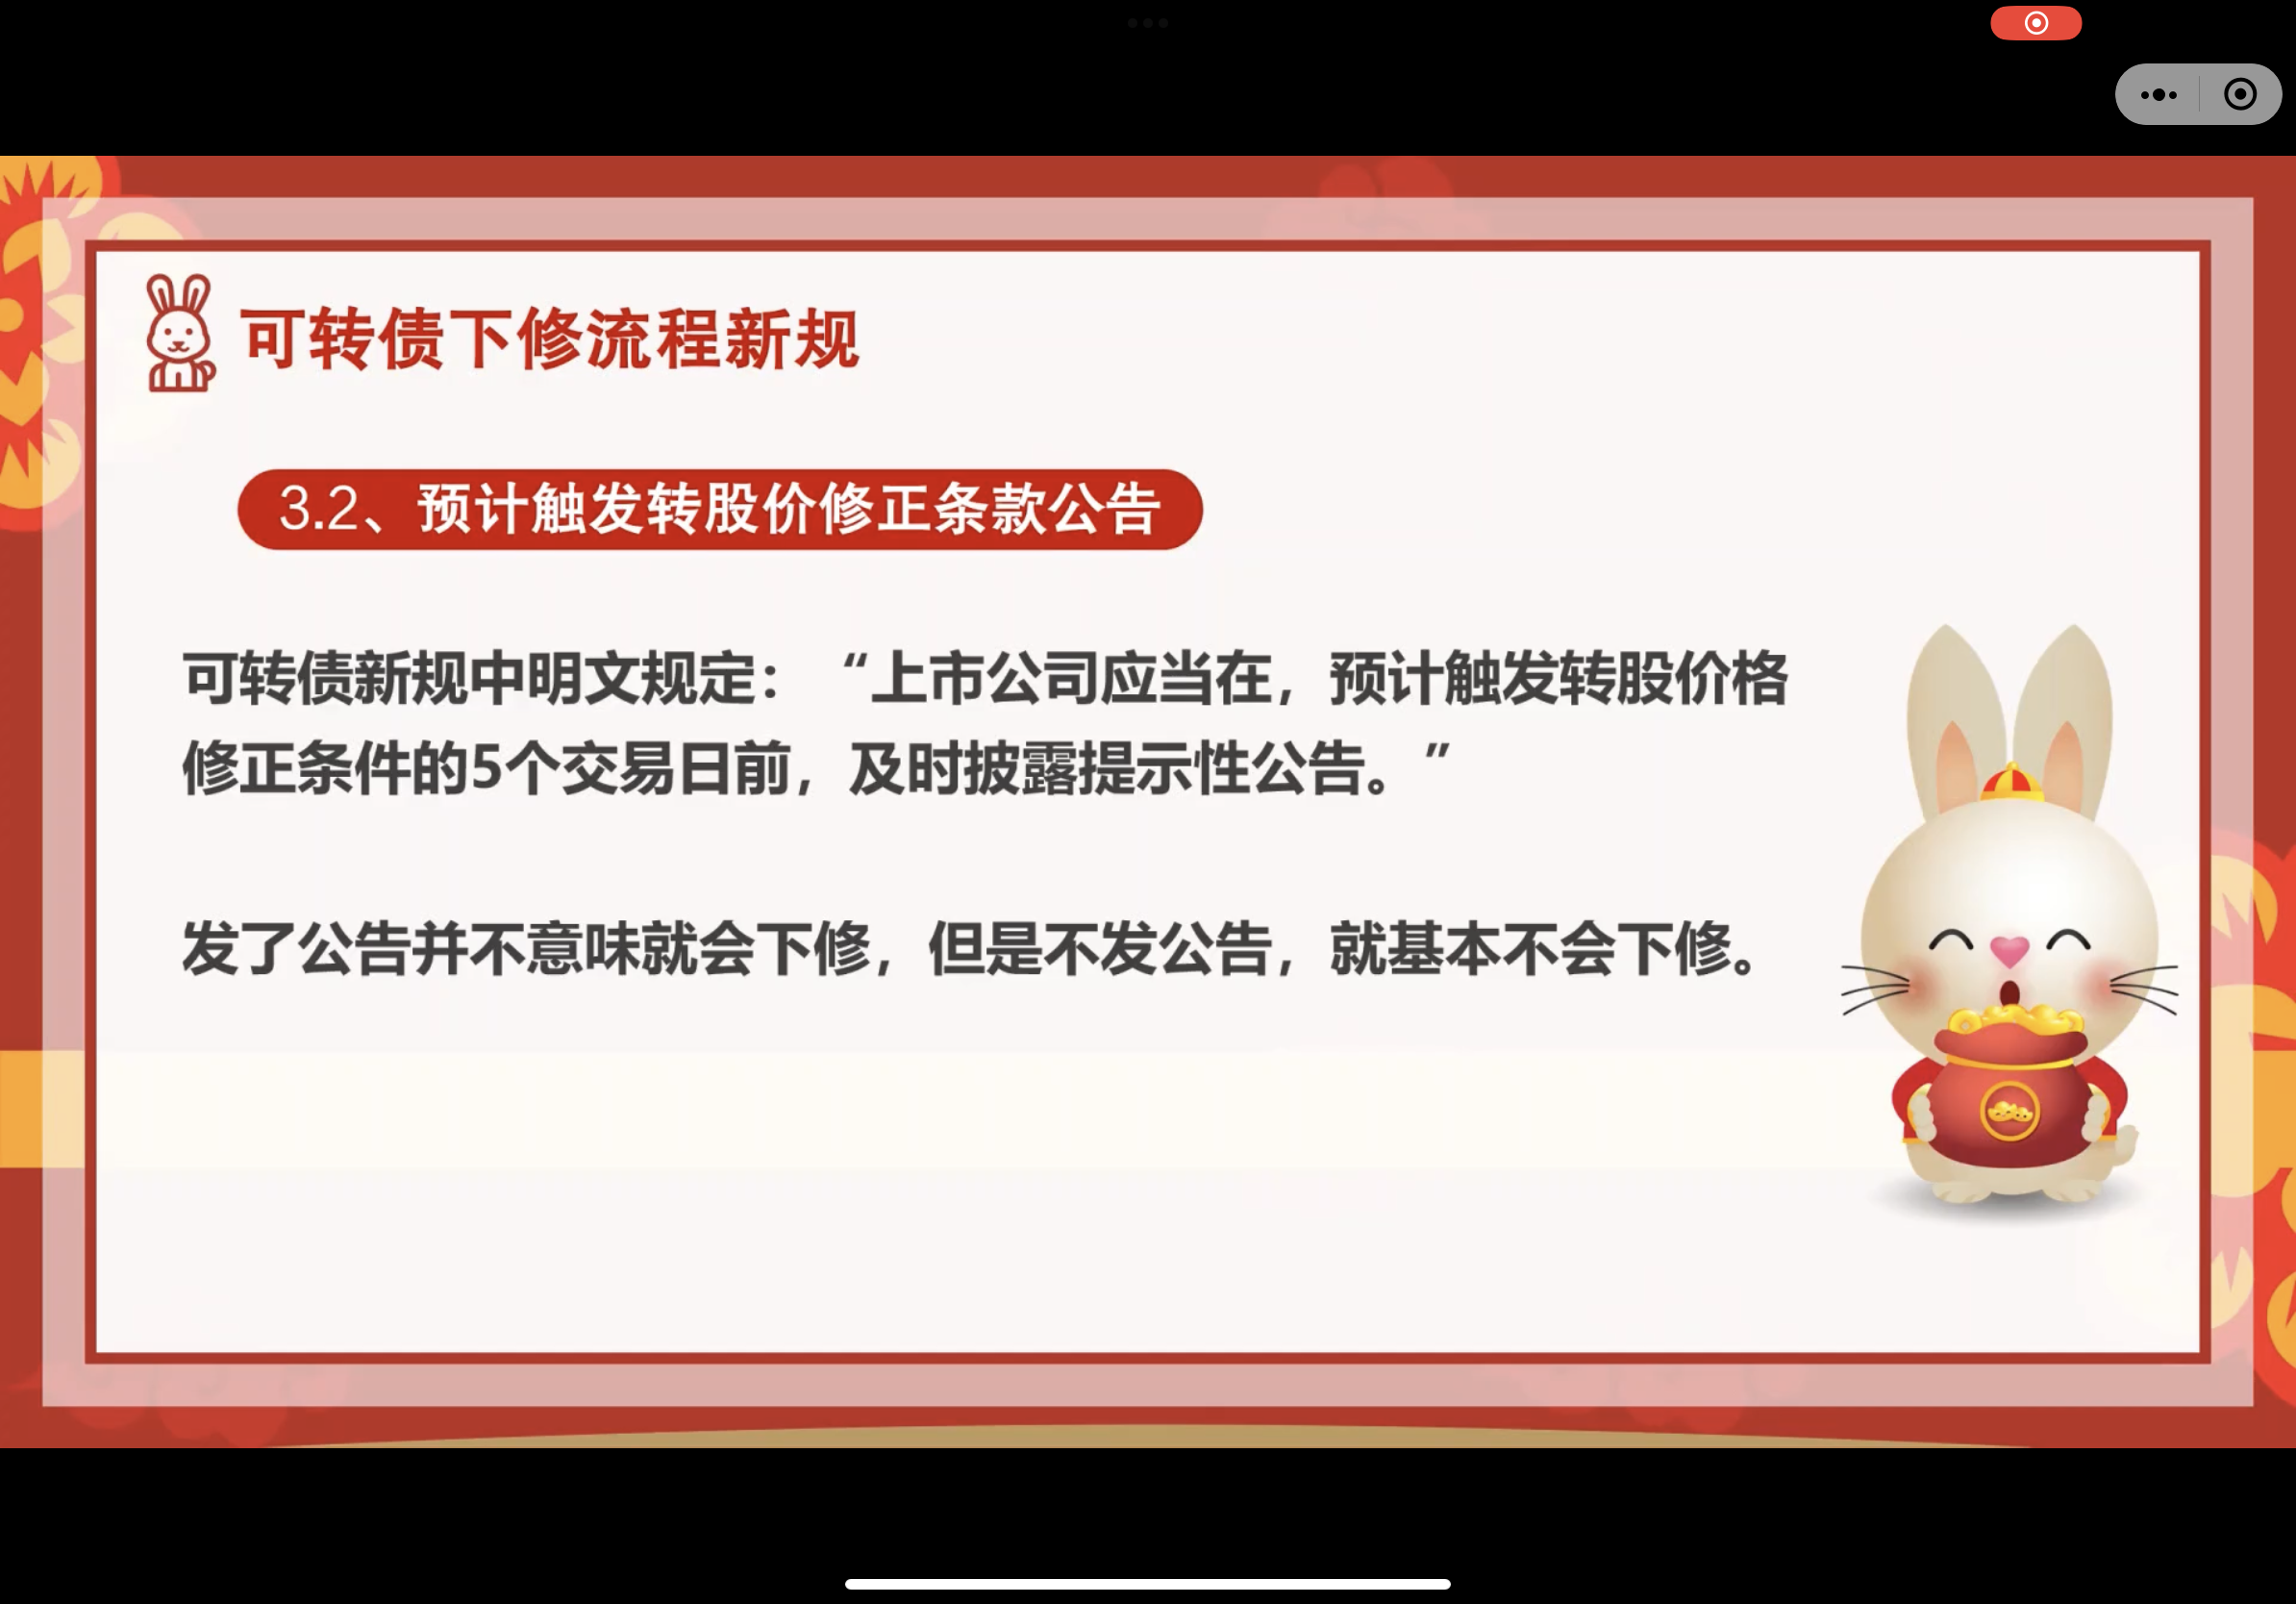 可转债下修流程新规
3.2、预计触发转股价修正条款公告
可转债新规中明文规定：“上市公司应当在，预计触发转股价格
修正条件的5个交易日前，及时披露提示性公告。”
发了公告并不意味就会下修，但是不发公告，就基本不会下修。